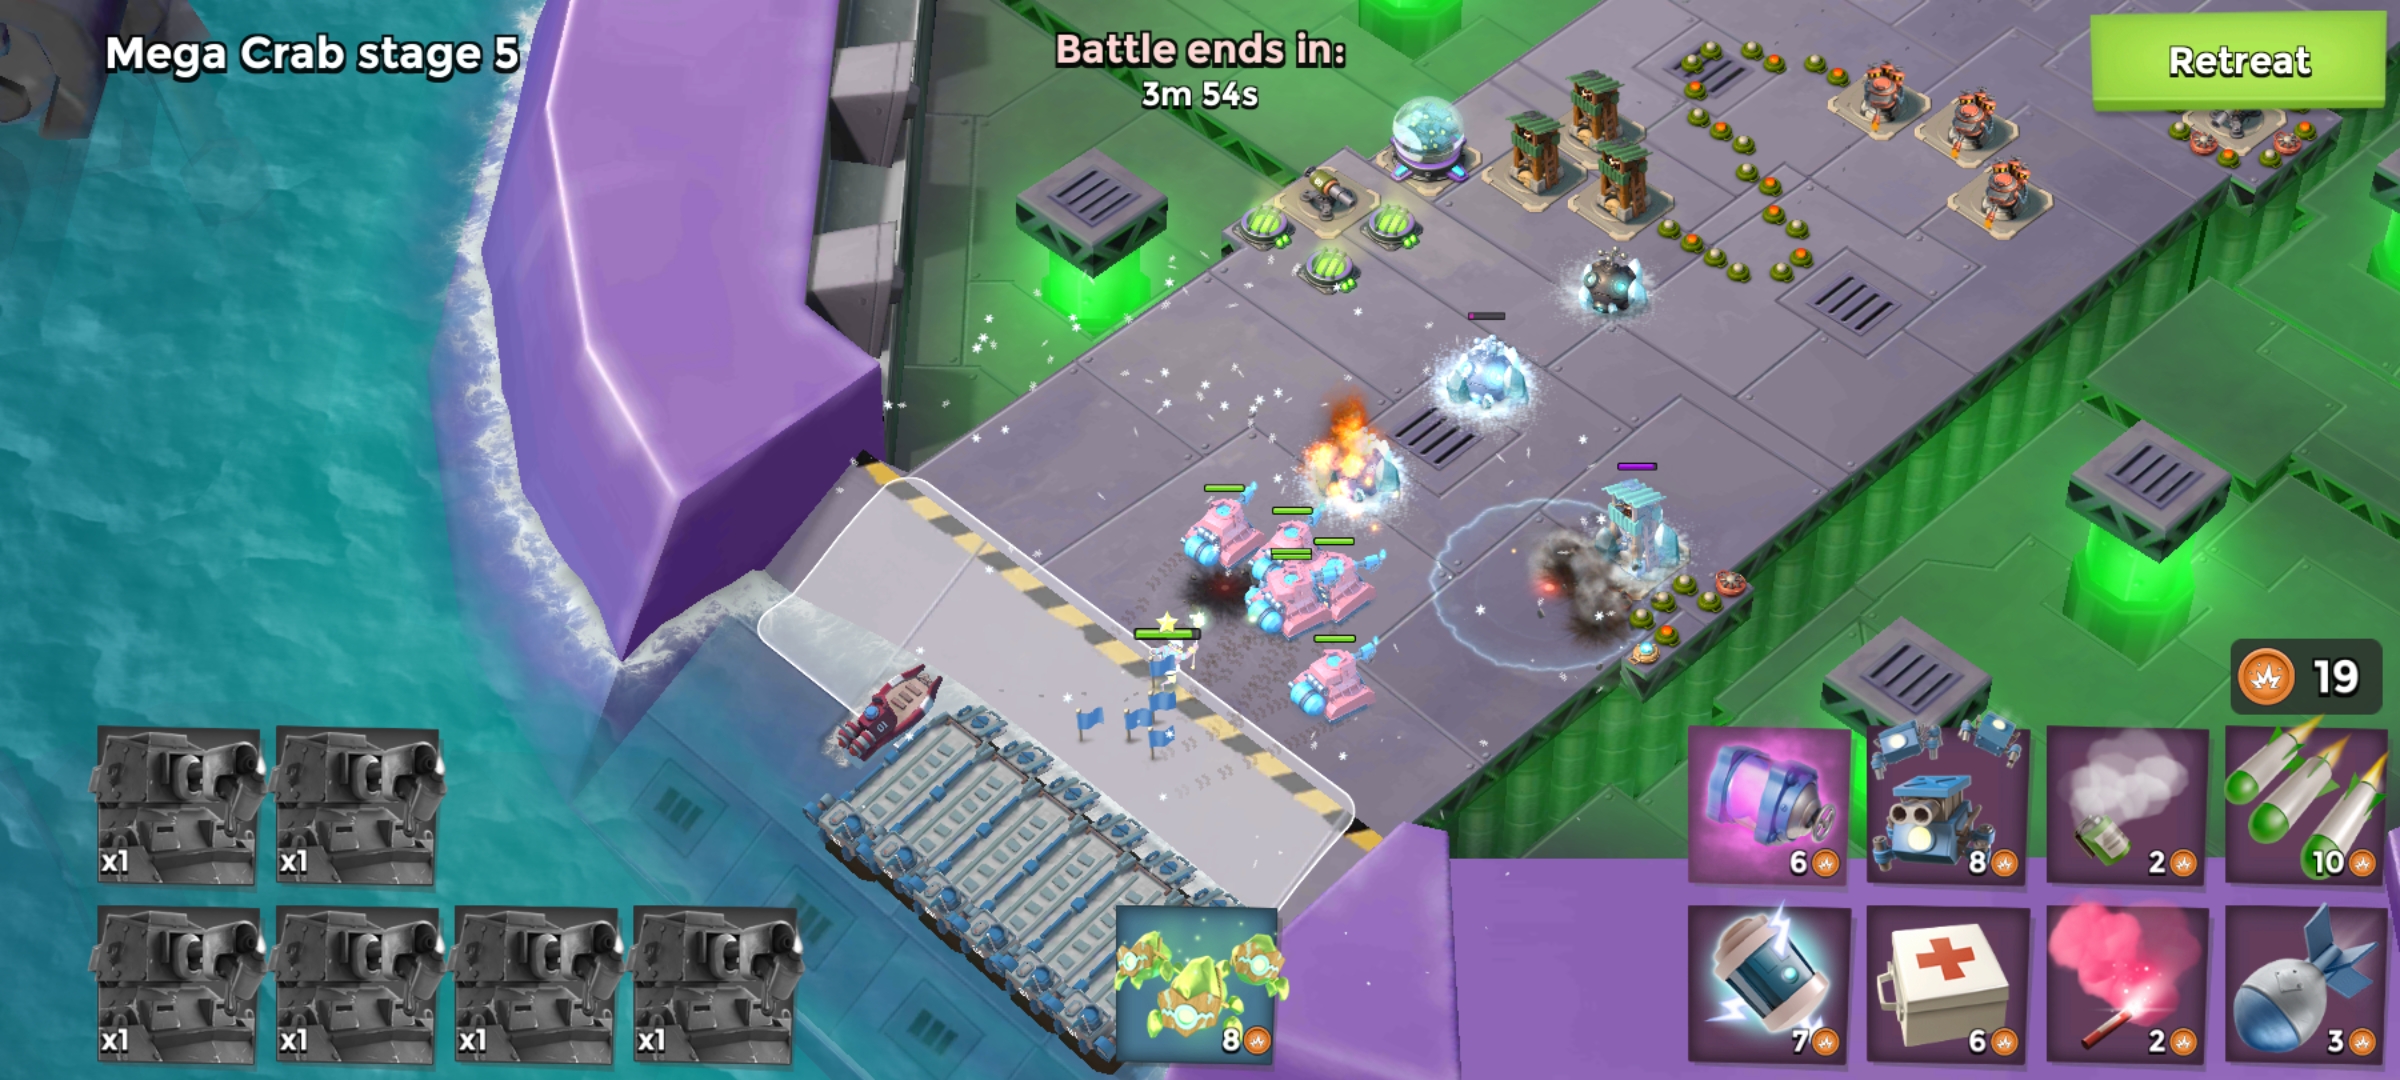 Mega Crab stage 5
Battle ends in:
3m 54s
Retreat
19
x1
x1
6
8
2
10
x1
x1
x1
x1
8
7
6
2
3